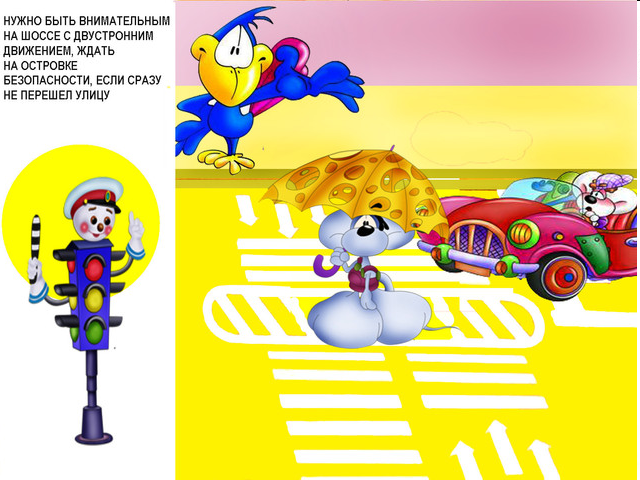 НУЖНО БЫТЬ ВНИМАТЕЛЬНЫМ
НА ШОССЕ С ДВУСТРОННИМ
ДВИЖЕНИЕМ, ЖДАТЬ
НА ОСТРОВКЕ
БЕЗОПАСНОСТИ, ЕСЛИ СРАЗУ
НЕ ПЕРЕШЕЛ УЛИЦУ